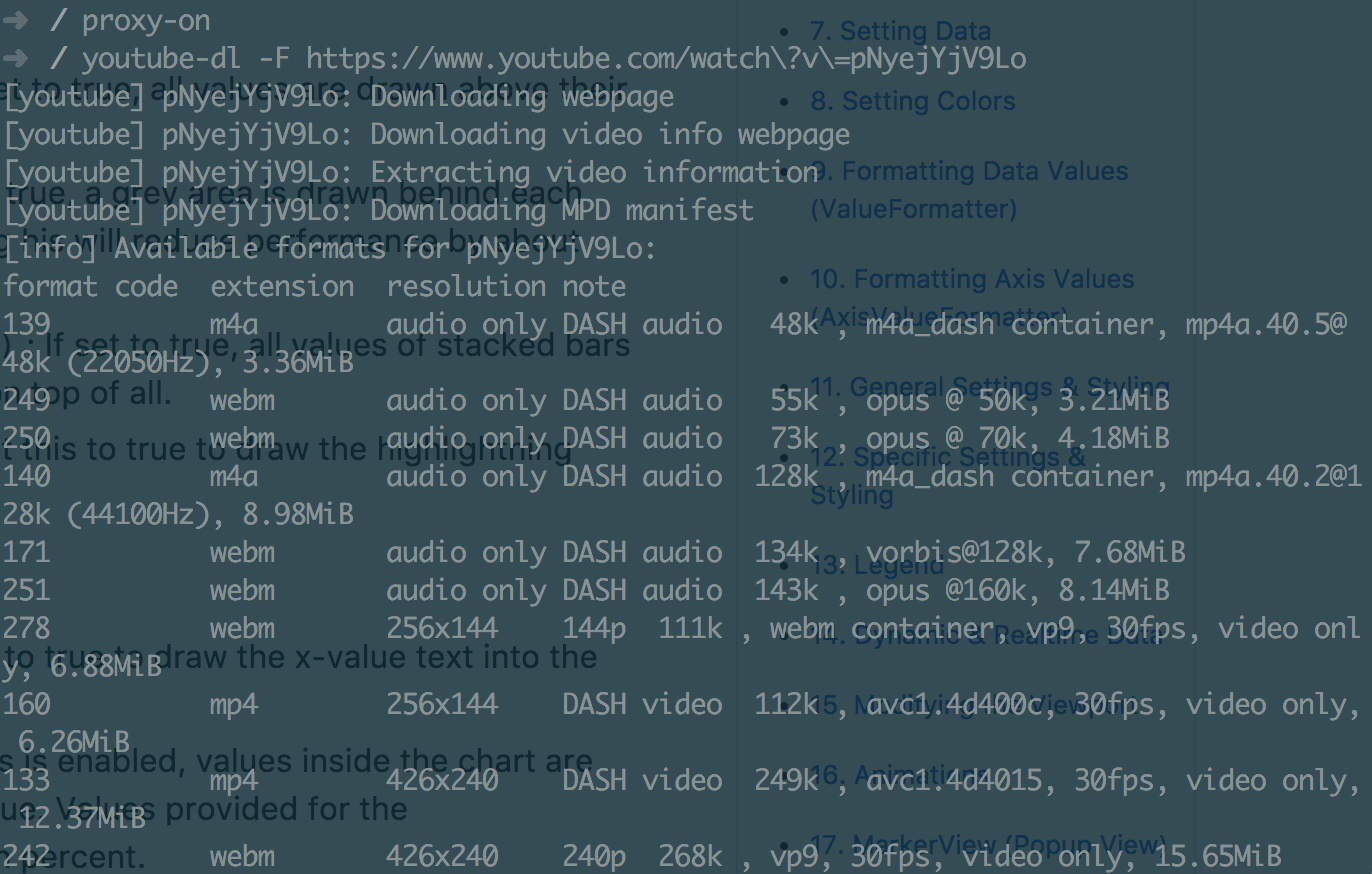 ➜ / proxy-on
➜ / youtube-dl -F https://www.youtube.com/watch\?v\=pNyejYjV9Lo
[youtube] pNyejYjV9Lo: Downloading webpage
[youtube] pNyejYjV9Lo: Downloading video info webpage
[youtube] pNyejYjV9Lo: Extracting video information
[youtube] pNyejYjV9Lo: Downloading MPD manifest
[info] Available formats for pNyejYjV9Lo:
format code  extension  resolution note
139          m4a        audio only DASH audio   48k , m4a_dash container, mp4a.40.5@
48k (22050Hz), 3.36MiB
249          webm       audio only DASH audio   55k , opus @ 50k, 3.21MiB
250          webm       audio only DASH audio   73k , opus @ 70k, 4.18MiB
140          m4a        audio only DASH audio  128k , m4a_dash container, mp4a.40.2@1
28k (44100Hz), 8.98MiB
171          webm       audio only DASH audio  134k , vorbis@128k, 7.68MiB
251          webm       audio only DASH audio  143k , opus @160k, 8.14MiB
278          webm       256x144    144p  111k , webm container, vp9, 30fps, video onl
y, 6.88MiB
160          mp4        256x144    DASH video  112k , avc1.4d400c, 30fps, video only,
 6.26MiB
133          mp4        426x240    DASH video  249k , avc1.4d4015, 30fps, video only,
 12.37MiB
242          webm       426x240    240p  268k , vp9, 30fps, video only, 15.65MiB
et to true, all values are drawn above their
true, a grey area is drawn behind each
this will reduce performance by about
) : If set to true, all values of stacked bars
top of all.
t this to true to draw the highlightning
to true to draw the x-value text into the
s is enabled, values inside the chart are
ue. Values provided for the
percent.
• 7. Setting Data
• 8. Setting Colors
9. Formatting Data Values
(ValueFormatter)
• 10. Formatting Axis Values
(AxisValueFormatter)
• 11. General Settings & Styling
• 12. Specific Settings &
Styling
• 13. Legend
• 14. Dynamic & Realtime Data
• 15. Modifying the Viewport
• 16. Animations
• 17. MarkerView (Popup View)